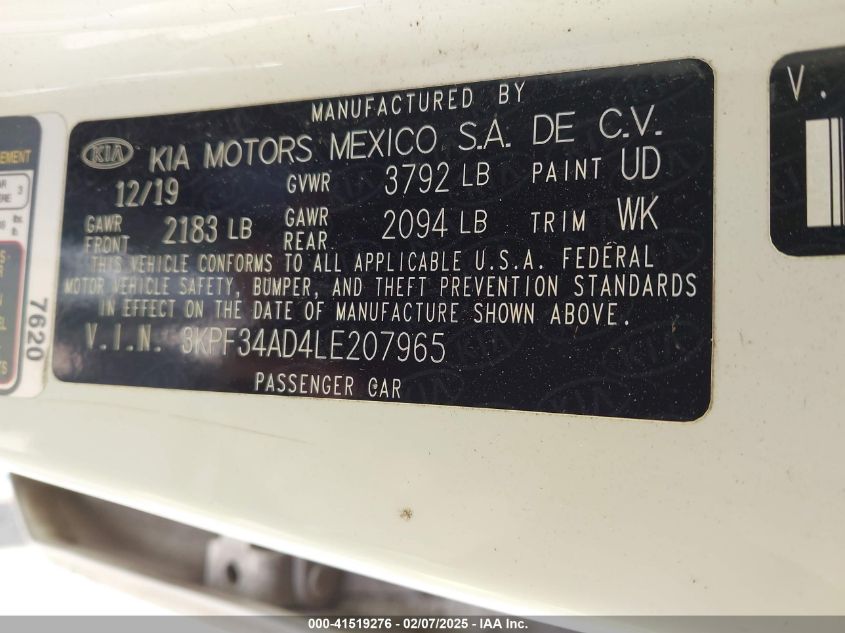 MANUFACTURED BY
KIA KIA MOTORS MEXICO S.A. DE C.V.
12/19 GVWR 3792 LB PAINT UD
GAWR FRONT 2183 LB GAWR REAR 2094 LB TRIM WK
THIS VEHICLE CONFORMS TO ALL APPLICABLE U.S.A. FEDERAL
MOTOR VEHICLE SAFETY, BUMPER, AND THEFT PREVENTION STANDARDS
IN EFFECT ON THE DATE OF MANUFACTURE SHOWN ABOVE.
V.I.N. 3KPF34AD4LE207965
PASSENGER CAR
7620
V.
000-41519276 - 02/07/2025 - IAA Inc.